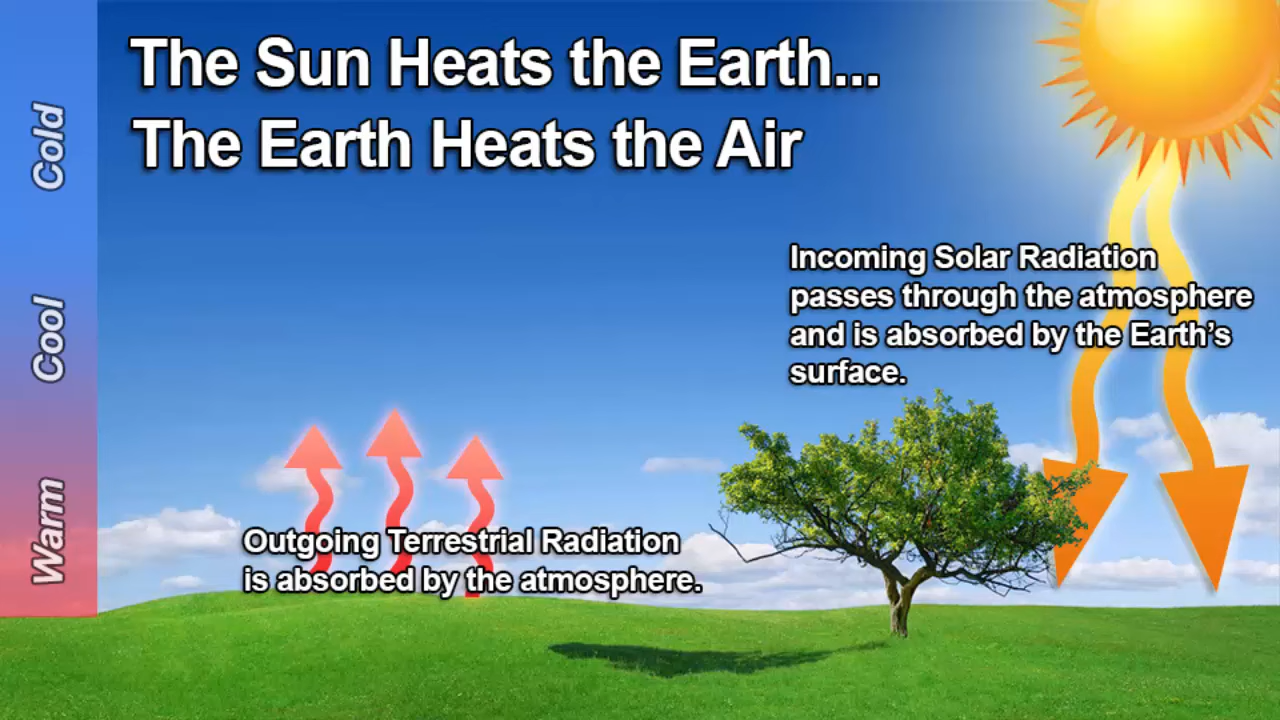 The Sun Heats the Earth...
The Earth Heats the Air
Cold
Cool
Warm
Incoming Solar Radiation
passes through the atmosphere
and is absorbed by the Earth’s
surface.
Outgoing Terrestrial Radiation
is absorbed by the atmosphere.